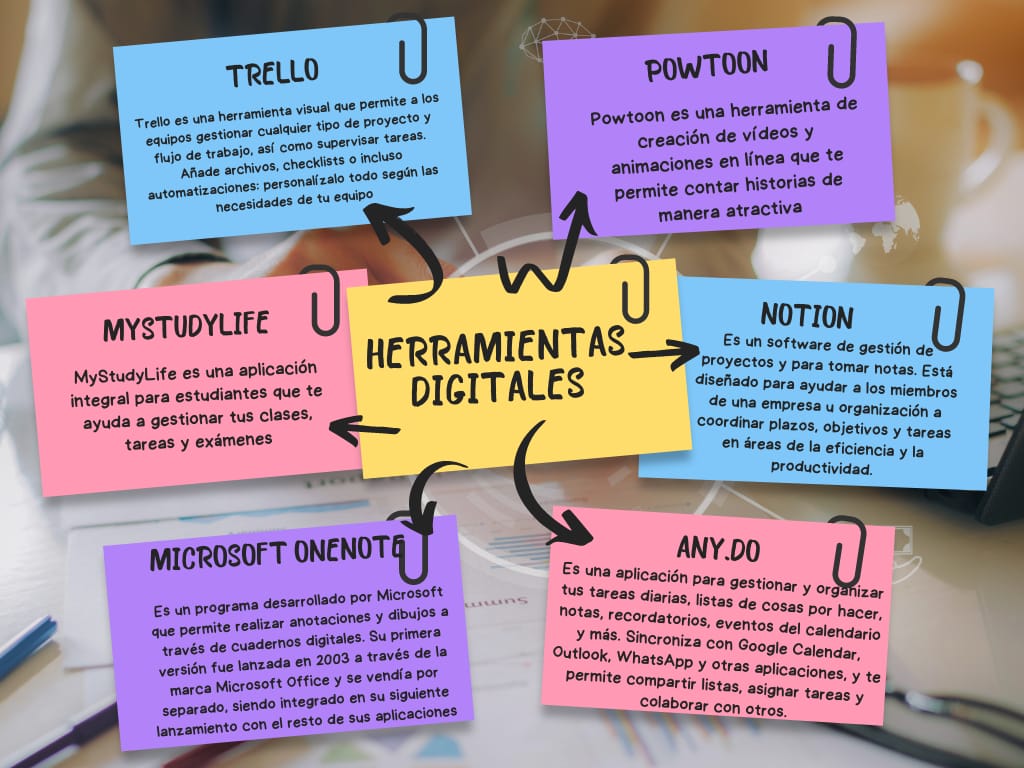 TRELLO
Trello es una herramienta visual que permite a los
equipos gestionar cualquier tipo de proyecto y
flujo de trabajo, así como supervisar tareas.
Añade archivos, checklists o incluso
automatizaciones: personalízalo todo según las
necesidades de tu equipo
POWTOON
Powtoon es una herramienta de
creación de vídeos y
animaciones en línea que te
permite contar historias de
manera atractiva
MYSTUDYLIFE
MyStudyLife es una aplicación
integral para estudiantes que te
ayuda a gestionar tus clases,
tareas y exámenes
HERRAMIENTAS
DIGITALES
NOTION
Es un software de gestión de
proyectos y para tomar notas. Está
diseñado para ayudar a los miembros
de una empresa u organización a
coordinar plazos, objetivos y tareas
en áreas de la eficiencia y la
productividad.
MICROSOFT ONENOTE
Es un programa desarrollado por Microsoft
que permite realizar anotaciones y dibujos a
través de cuadernos digitales. Su primera
versión fue lanzada en 2003 a través de la
marca Microsoft Office y se vendía por
separado, siendo integrado en su siguiente
lanzamiento con el resto de sus aplicaciones
ANY.DO
Es una aplicación para gestionar y organizar
tus tareas diarias, listas de cosas por hacer,
notas, recordatorios, eventos del calendario
y más. Sincroniza con Google Calendar,
Outlook, WhatsApp y otras aplicaciones, y te
permite compartir listas, asignar tareas y
colaborar con otros.